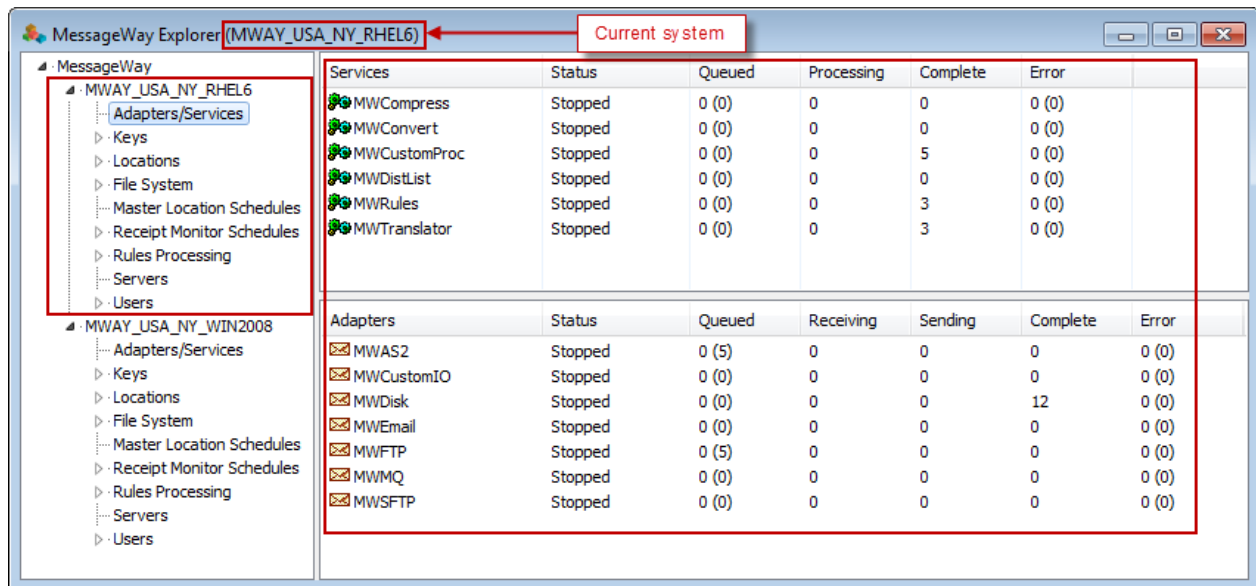 MessageWay Explorer (MWAY_USA_NY_RHEL6)
Current system
MessageWay
MWAY_USA_NY_RHEL6
Adapters/Services
Keys
Locations
File System
Master Location Schedules
Receipt Monitor Schedules
Rules Processing
Servers
Users
MWAY_USA_NY_WIN2008
Adapters/Services
Keys
Locations
File System
Master Location Schedules
Receipt Monitor Schedules
Rules Processing
Servers
Users
Services Status Queued Processing Complete Error
MWCompress Stopped 0 (0) 0 0 0 (0)
MWConvert Stopped 0 (0) 0 0 0 (0)
MWCustomProc Stopped 0 (0) 0 5 0 (0)
MWDistList Stopped 0 (0) 0 0 0 (0)
MWRules Stopped 0 (0) 0 3 0 (0)
MWTranslator Stopped 0 (0) 0 3 0 (0)
Adapters Status Queued Receiving Sending Complete Error
MWAS2 Stopped 0 (5) 0 0 0 0 (0)
MWCustomIO Stopped 0 (0) 0 0 0 0 (0)
MWDisk Stopped 0 (0) 0 0 12 0 (0)
MWEmail Stopped 0 (0) 0 0 0 0 (0)
MWFTP Stopped 0 (5) 0 0 0 0 (0)
MWMQ Stopped 0 (0) 0 0 0 0 (0)
MWSFTP Stopped 0 (0) 0 0 0 0 (0)